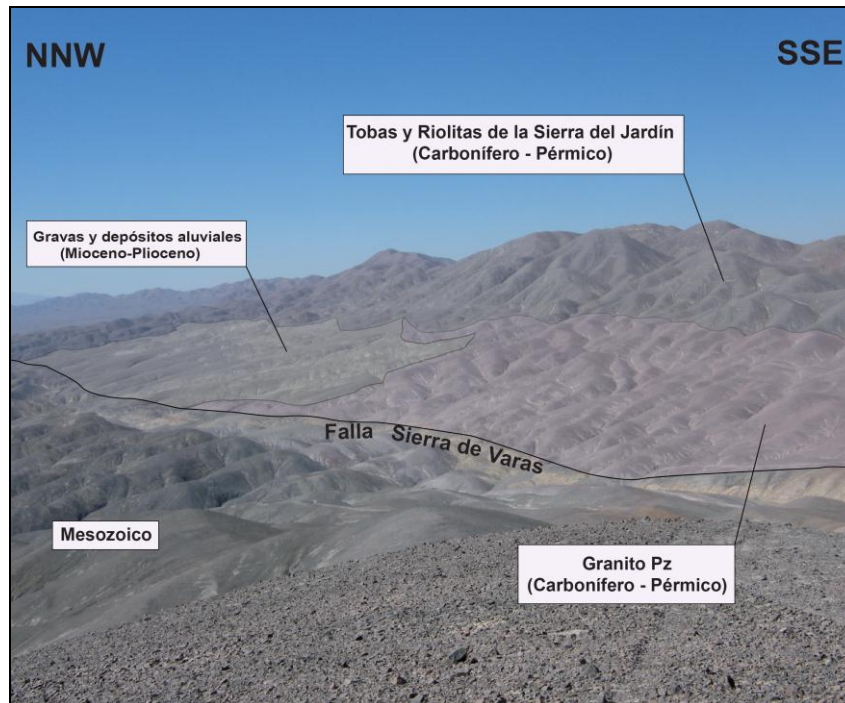 NNW
SSE
Tobas y Riolitas de la Sierra del Jardín
(Carbonífero - Pérmico)
Gravas y depósitos aluviales
(Mioceno-Plioceno)
Falla Sierra de Varas
Mesozoico
Granito Pz
(Carbonífero - Pérmico)